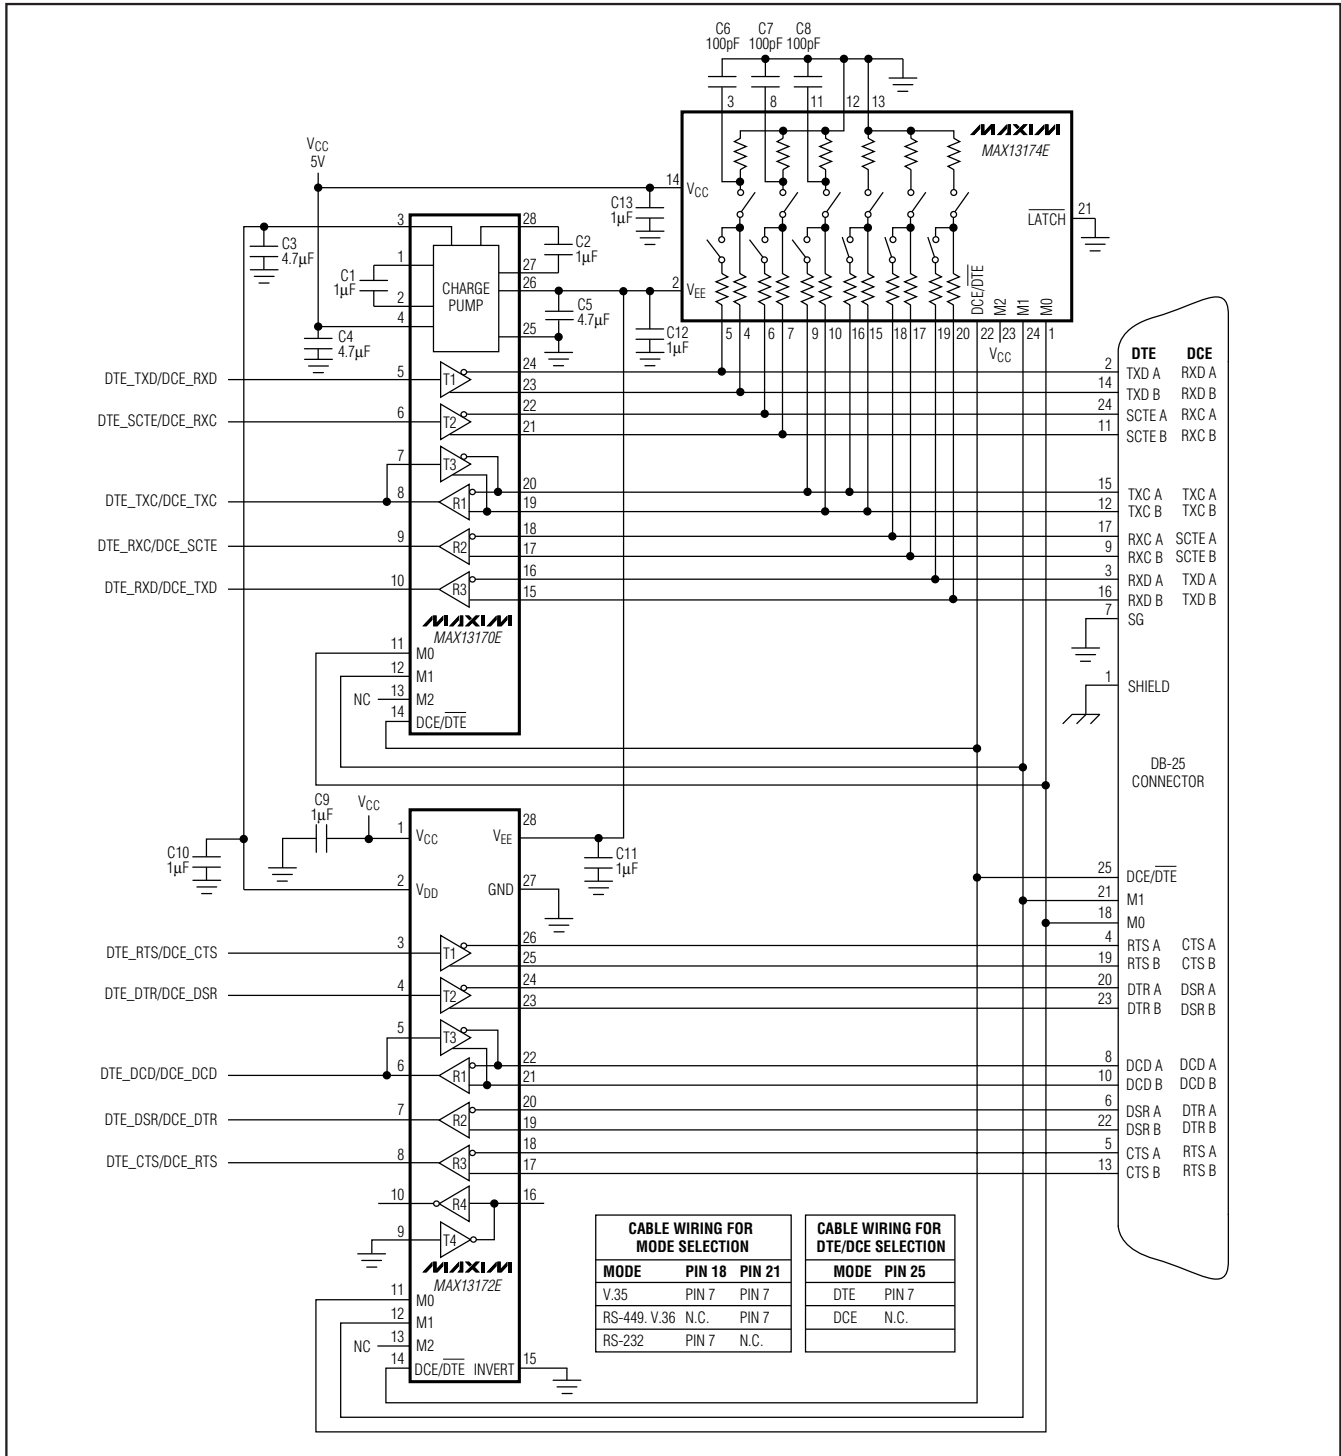 C6 C7 C8
100pF 100pF 100pF
3 8 11 12 13
MAXIM
MAX13174E
VCC
5V
14 VCC
C13
1µF
LATCH 21
3 28
C3
4.7µF
C2
1µF
1 27
C1
1µF
CHARGE
PUMP
26 2 VEE
2
C5
4.7µF
4 25
C4
4.7µF
C12
1µF
DCE/DTE M2 M1 M0
5 4 6 7 9 10 16 15 18 17 19 20 22 23 24 1
VCC
DTE DCE
DTE_TXD/DCE_RXD 5 T1 24 2 TXD A RXD A
23 14 TXD B RXD B
DTE_SCTE/DCE_RXC 6 T2 22 24 SCTE A RXC A
21 11 SCTE B RXC B
7 T3
DTE_TXC/DCE_TXC 8 R1 20 15 TXC A TXC A
19 12 TXC B TXC B
DTE_RXC/DCE_SCTE 9 R2 18 17 RXC A SCTE A
17 9 RXC B SCTE B
DTE_RXD/DCE_TXD 10 R3 16 3 RXD A TXD A
15 16 RXD B TXD B
7 SG
MAXIM
MAX13170E
11 M0
12 M1
NC 13 M2
14 DCE/DTE
1 SHIELD
DB-25
CONNECTOR
C9
1µF
VCC
1 VCC VEE 28
C10
1µF
C11
1µF
2 VDD GND 27
25 DCE/DTE
21 M1
18 M0
DTE_RTS/DCE_CTS 3 T1 26 4 RTS A CTS A
25 19 RTS B CTS B
DTE_DTR/DCE_DSR 4 T2 24 20 DTR A DSR A
23 23 DTR B DSR B
5 T3
DTE_DCD/DCE_DCD 6 R1 22 8 DCD A DCD A
21 10 DCD B DCD B
DTE_DSR/DCE_DTR 7 R2 20 6 DSR A DTR A
19 22 DSR B DTR B
DTE_CTS/DCE_RTS 8 R3 18 5 CTS A RTS A
17 13 CTS B RTS B
10 R4 16
9 T4
MAXIM
MAX13172E
11 M0
12 M1
NC 13 M2
14 DCE/DTE INVERT 15
CABLE WIRING FOR
MODE SELECTION
MODE PIN 18 PIN 21
V.35 PIN 7 PIN 7
RS-449. V.36 N.C. PIN 7
RS-232 PIN 7 N.C.
CABLE WIRING FOR
DTE/DCE SELECTION
MODE PIN 25
DTE PIN 7
DCE N.C.